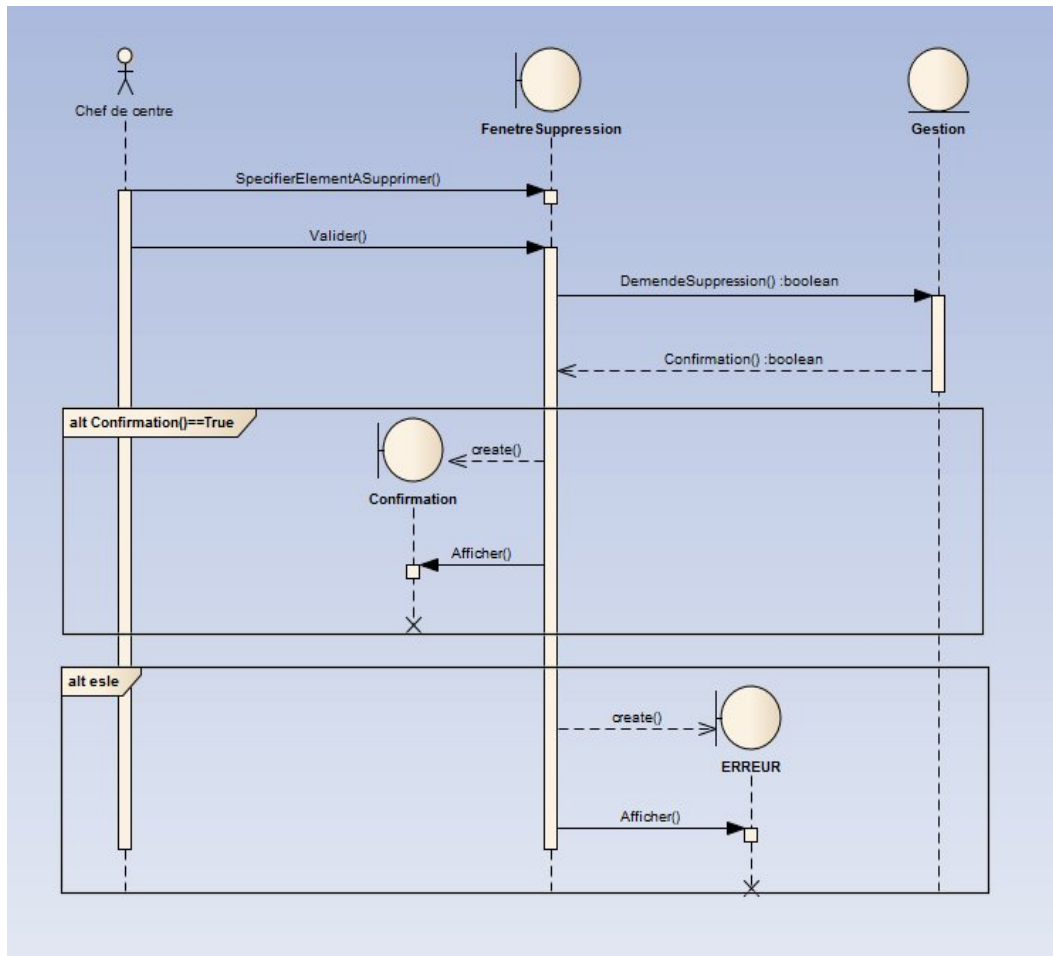 Chef de centre
FenetreSuppression
Gestion
SpecifierElementASupprimer()
Valider()
DemendeSuppression() :boolean
Confirmation() :boolean
alt Confirmation()==True
create()
Confirmation
Afficher()
alt esle
create()
ERREUR
Afficher()